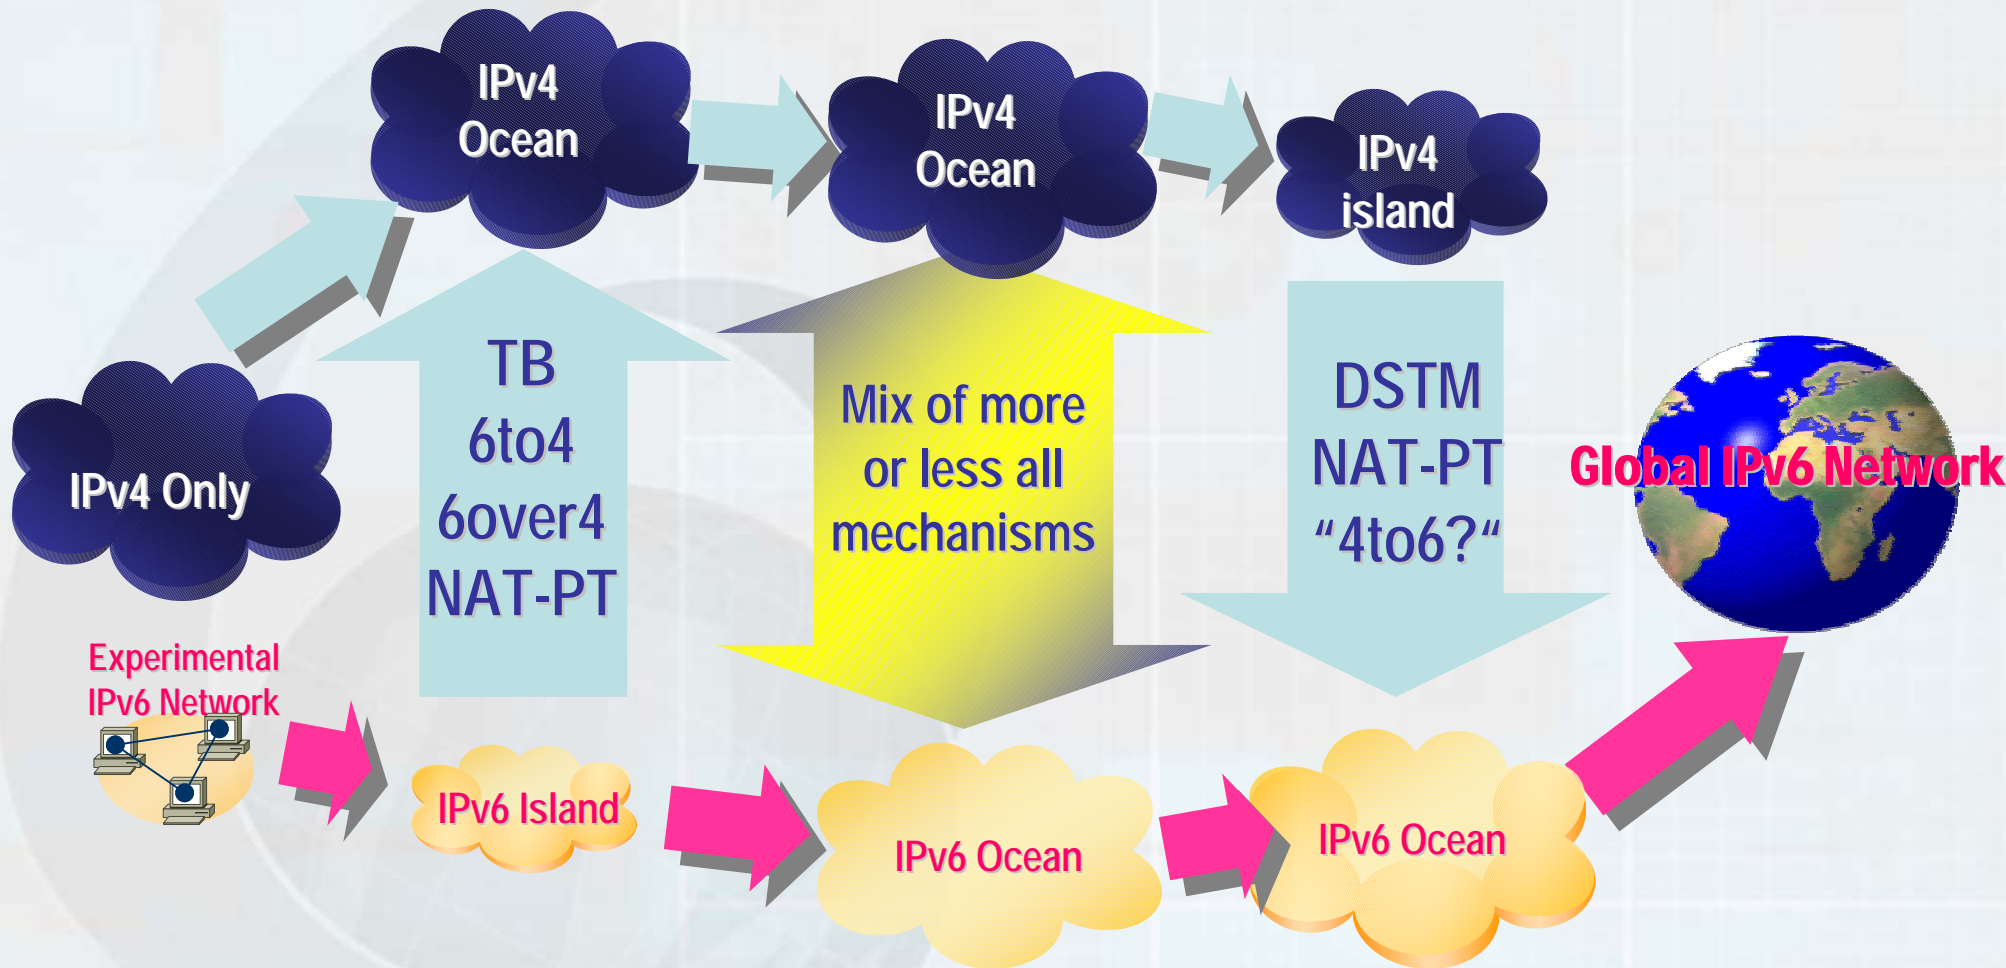 IPv4
Ocean
IPv4
Ocean
IPv4
island
IPv4 Only
TB
6to4
6over4
NAT-PT
Mix of more
or less all
mechanisms
DSTM
NAT-PT
“4to6?“
Global IPv6 Network
Experimental
IPv6 Network
IPv6 Island
IPv6 Ocean
IPv6 Ocean